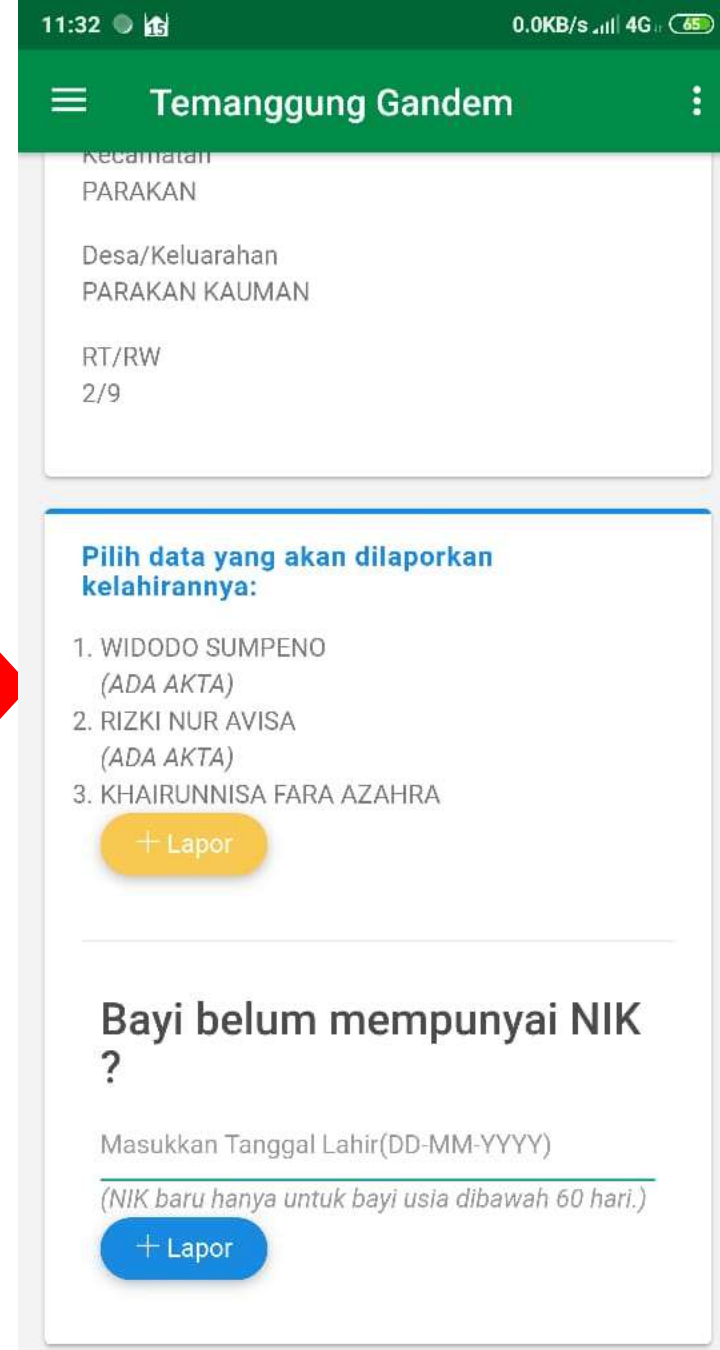 11:32 15 0.0KB/s 4G 65
Temanggung Gandem
Kecamatan
PARAKAN
Desa/Keluarahan
PARAKAN KAUMAN
RT/RW
2/9
Pilih data yang akan dilaporkan
kelahirannya:
1. WIDODO SUMPENO
(ADA AKTA)
2. RIZKI NUR AVISA
(ADA AKTA)
3. KHAIRUNNISA FARA AZAHRA
+ Lapor
Bayi belum mempunyai NIK
?
Masukkan Tanggal Lahir(DD-MM-YYYY)
(NIK baru hanya untuk bayi usia dibawah 60 hari.)
+ Lapor